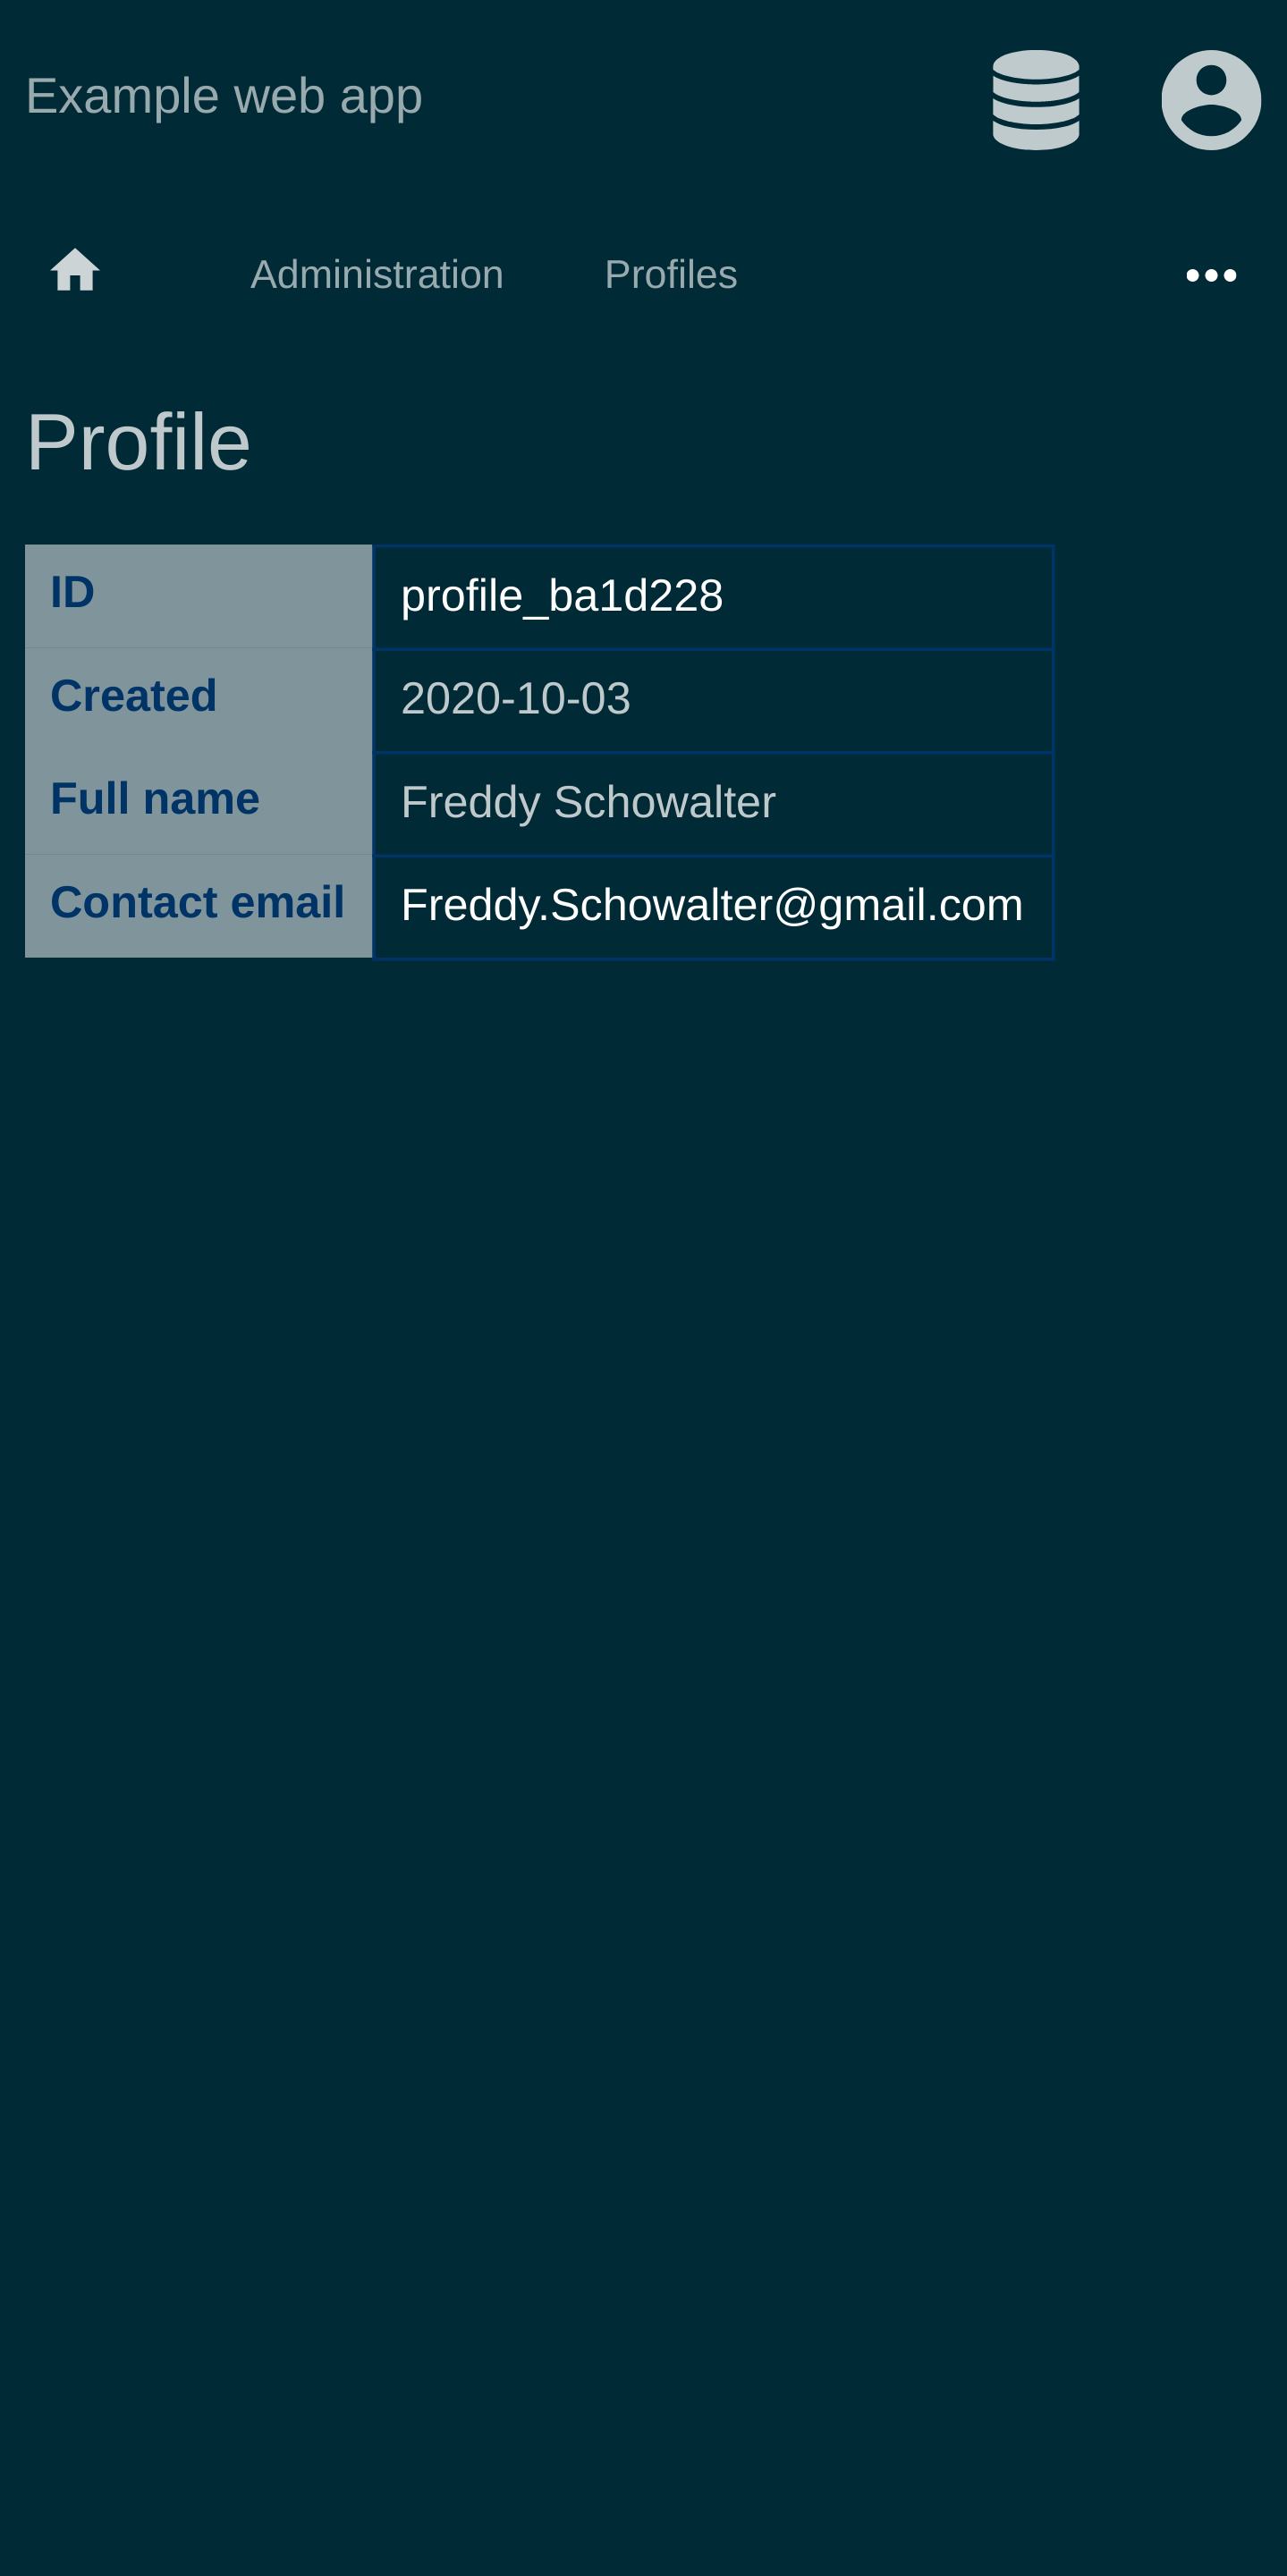 Example web app
Administration Profiles
Profile
ID profile_ba1d228
Created 2020-10-03
Full name Freddy Schowalter
Contact email Freddy.Schowalter@gmail.com